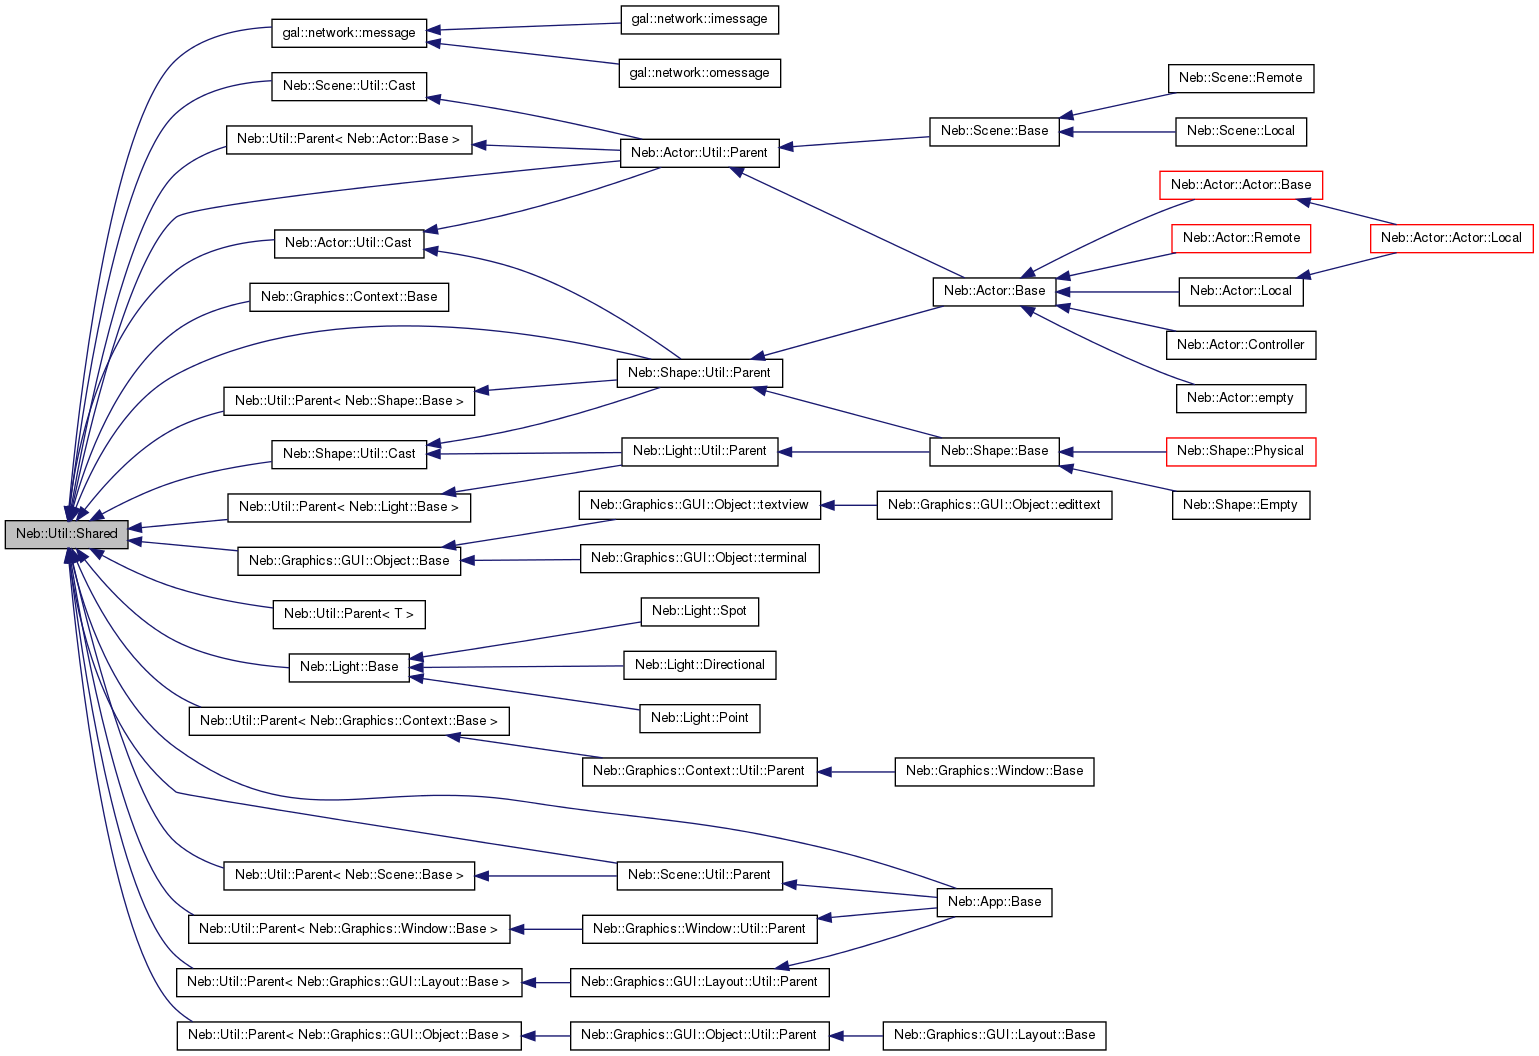 gal::network::imessage
gal::network::message
gal::network::omessage
Neb::Scene::Remote
Neb::Scene::Util::Cast
Neb::Scene::Base
Neb::Scene::Local
Neb::Util::Parent< Neb::Actor::Base >
Neb::Actor::Util::Parent
Neb::Actor::Actor::Base
Neb::Actor::Util::Cast
Neb::Actor::Remote
Neb::Actor::Actor::Local
Neb::Graphics::Context::Base
Neb::Actor::Base
Neb::Actor::Local
Neb::Actor::Controller
Neb::Shape::Util::Parent
Neb::Util::Parent< Neb::Shape::Base >
Neb::Actor::empty
Neb::Shape::Util::Cast
Neb::Light::Util::Parent
Neb::Shape::Base
Neb::Shape::Physical
Neb::Util::Parent< Neb::Light::Base >
Neb::Graphics::GUI::Object::textview
Neb::Graphics::GUI::Object::edittext
Neb::Shape::Empty
Neb::Util::Shared
Neb::Graphics::GUI::Object::Base
Neb::Graphics::GUI::Object::terminal
Neb::Util::Parent< T >
Neb::Light::Spot
Neb::Light::Base
Neb::Light::Directional
Neb::Util::Parent< Neb::Graphics::Context::Base >
Neb::Light::Point
Neb::Graphics::Context::Util::Parent
Neb::Graphics::Window::Base
Neb::Util::Parent< Neb::Scene::Base >
Neb::Scene::Util::Parent
Neb::App::Base
Neb::Util::Parent< Neb::Graphics::Window::Base >
Neb::Graphics::Window::Util::Parent
Neb::Util::Parent< Neb::Graphics::GUI::Layout::Base >
Neb::Graphics::GUI::Layout::Util::Parent
Neb::Util::Parent< Neb::Graphics::GUI::Object::Base >
Neb::Graphics::GUI::Object::Util::Parent
Neb::Graphics::GUI::Layout::Base